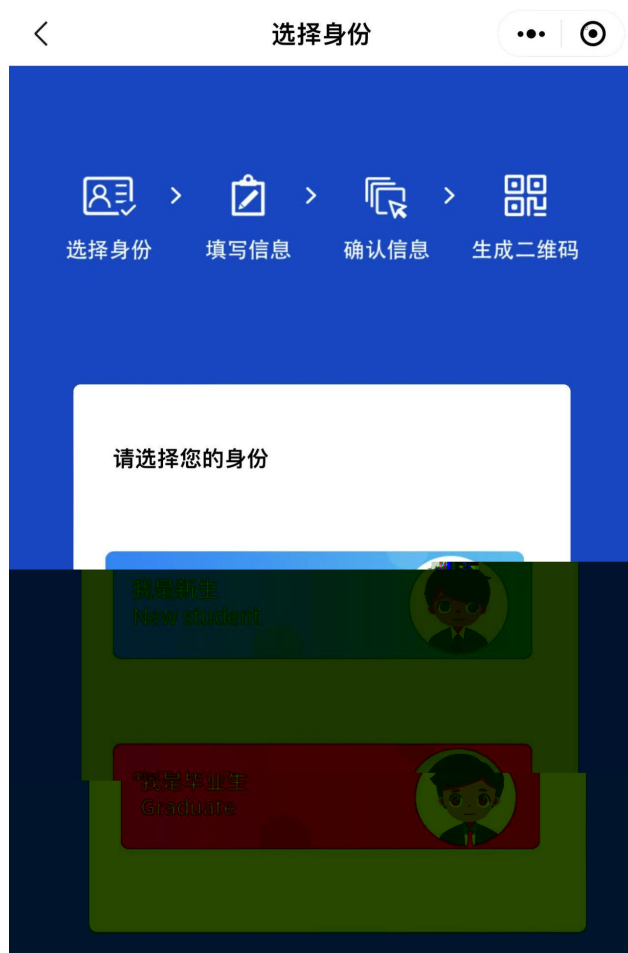 选择身份
选择身份
填写信息
确认信息
生成二维码
请选择您的身份
我是新生
New student
我是毕业生
Graduate